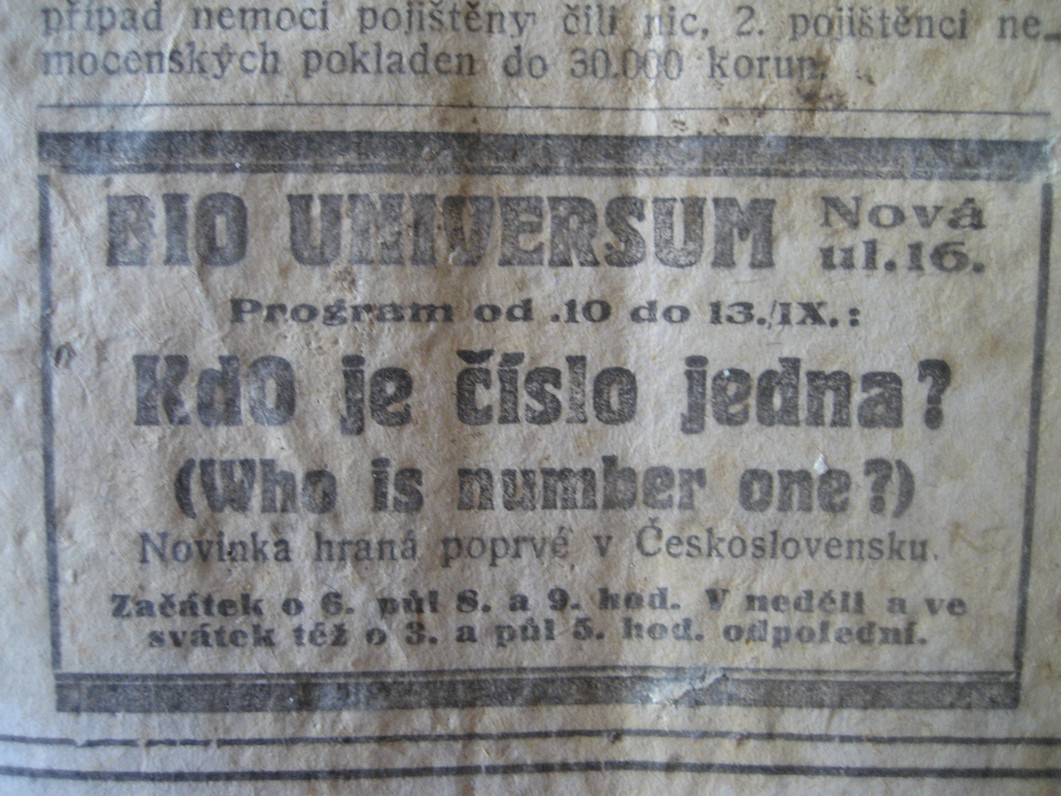 případ nemoci pojištěny čili nic, 2. pojištěnci ne-
mocenských pokladen do 30.000 korun.
BIO UNIVERSUM Nová
ul.16.
Program od .10 do 13./IX.:
KdO je číslo jedna?
(Who is number one?)
Novinka hraná poprvé v Československu.
Začátek o 6. půl 8. a 9. hod. V neděli a ve
svátek též o 3. a půl 5. hod. odpolední.